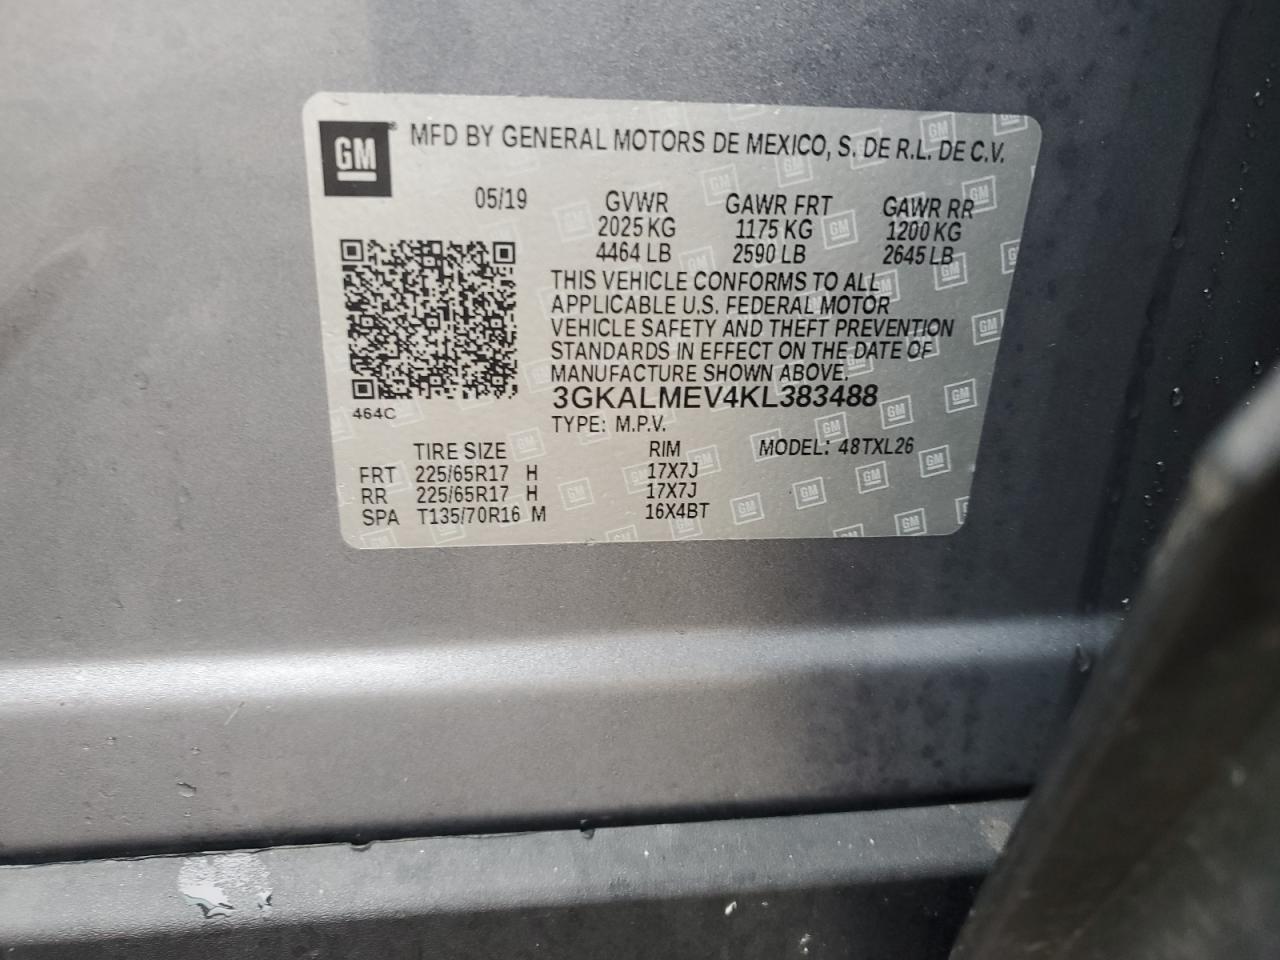 GM® MFD BY GENERAL MOTORS DE MEXICO, S. DE R.L. DE C.V.
05/19 GVWR GAWR FRT GAWR RR
2025 KG 1175 KG 1200 KG
4464 LB 2590 LB 2645 LB
THIS VEHICLE CONFORMS TO ALL
APPLICABLE U.S. FEDERAL MOTOR
VEHICLE SAFETY AND THEFT PREVENTION
STANDARDS IN EFFECT ON THE DATE OF
MANUFACTURE SHOWN ABOVE.
3GKALMEV4KL383488
464C
TYPE: M.P.V.
TIRE SIZE RIM MODEL: 48TXL26
FRT 225/65R17 H 17X7J
RR 225/65R17 H 17X7J
SPA T135/70R16 M 16X4BT